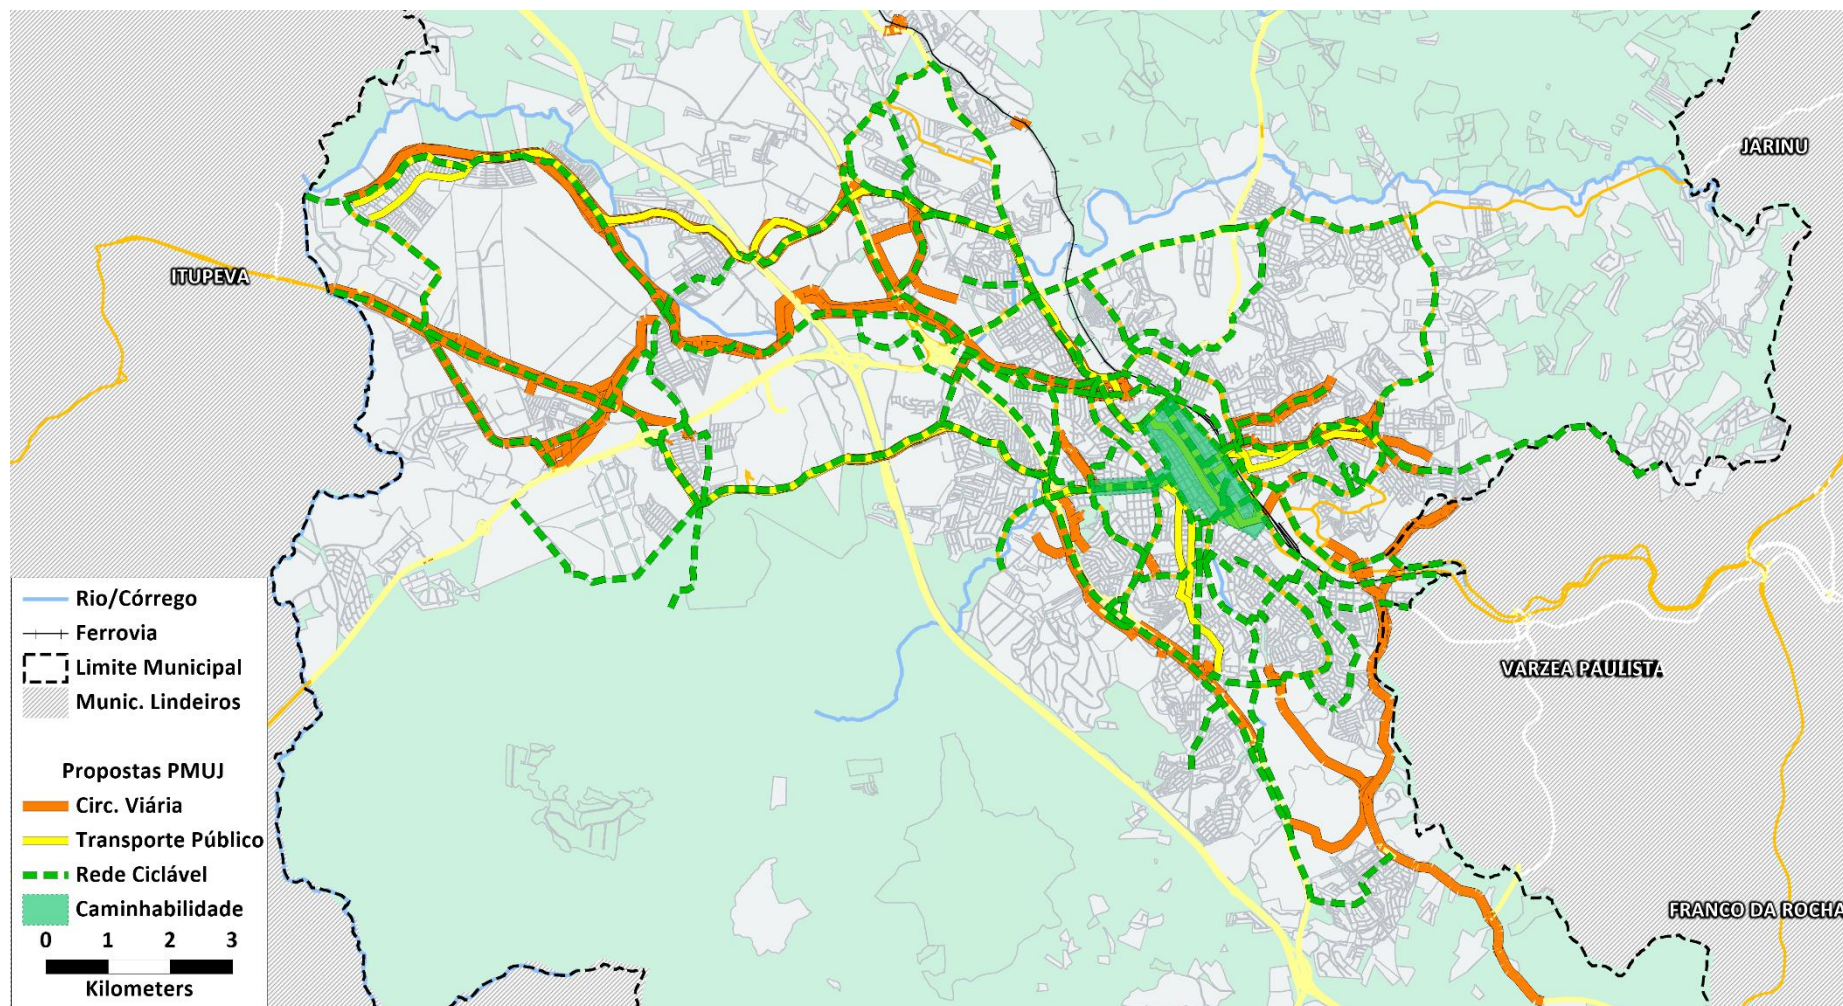 JARINU
ITUPEVA
VARZEA PAULISTA
FRANCO DA ROCHA
Rio/Córrego
Ferrovia
Limite Municipal
Munic. Lindeiros
Propostas PMUJ
Circ. Viária
Transporte Público
Rede Ciclável
Caminhabilidade
0 1 2 3
Kilometers